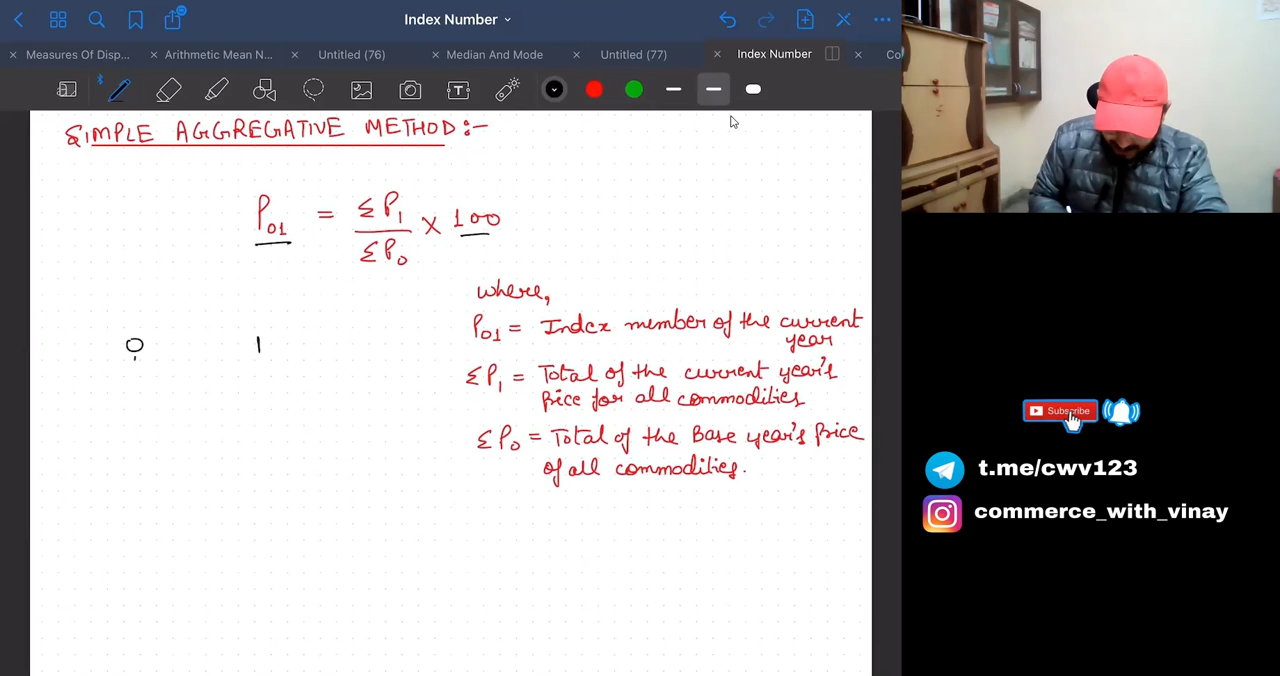 Index Number
Measures Of Disp...
Arithmetic Mean N...
Untitled (76)
Median And Mode
Untitled (77)
Index Number
Co
SIMPLE AGGREGATIVE METHOD:-
P01 = ΣP1 / ΣP0 × 100
where,
P01 = Index member of the current
year
0 1
ΣP1 = Total of the current year's
price for all commodities
ΣP0 = Total of the Base year's price
of all commodities.
Subscribe
t.me/cwv123
commerce_with_vinay